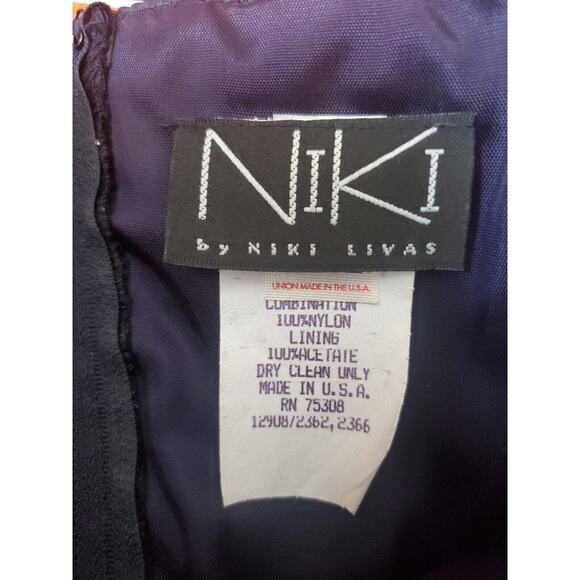 NIKI
by NIKI LIVAS
UNION MADE IN THE U.S.A.
COMBINATION
100%NYLON
LINING
100%ACETATE
DRY CLEAN ONLY
MADE IN U.S.A.
RN 75308
12908/2362,2366